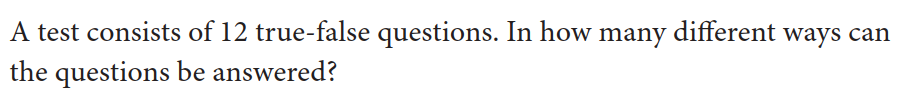 A test consists of 12 true-false questions. In how many different ways can
the questions be answered?